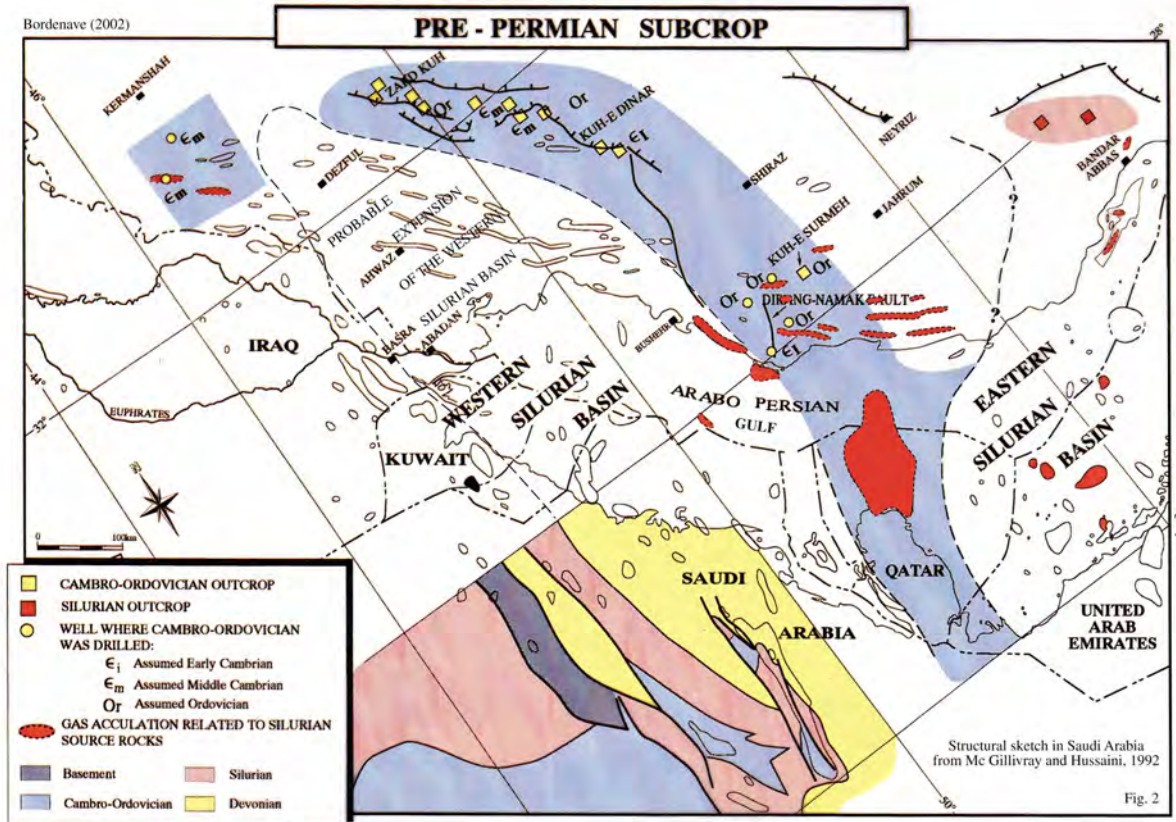 Bordenave (2002)
PRE - PERMIAN SUBCROP
28°
46°
KERMANSHAH
ZARD KUH
Or
Єm
Or
Єm
KUH-E DINAR
Єm
ЄI
NEYRIZ
BANDAR ABBAS
DEZFUL
SHIRAZ
JAHRUM
?
Єm
PROBABLE
EXTENSION
OF THE WESTERN
SILURIAN BASIN
AHWAZ
KUH-E SURMEH
Or
Or
Or
DIRANG-NAMAK FAULT
Or
?
BASRA
ABADAN
BUSHEHR
ЄI
IRAQ
44°
EUPHRATES
32°
WESTERN
SILURIAN
BASIN
ARABO PERSIAN
GULF
EASTERN
SILURIAN
BASIN
KUWAIT
0 100km
SAUDI
ARABIA
QATAR
UNITED
ARAB
EMIRATES
CAMBRO-ORDOVICIAN OUTCROP
SILURIAN OUTCROP
WELL WHERE CAMBRO-ORDOVICIAN
WAS DRILLED:
Єi Assumed Early Cambrian
Єm Assumed Middle Cambrian
Or Assumed Ordovician
GAS ACCULATION RELATED TO SILURIAN
SOURCE ROCKS
Basement
Silurian
Cambro-Ordovician
Devonian
Structural sketch in Saudi Arabia
from Mc Gillivray and Hussaini, 1992
50°
Fig. 2